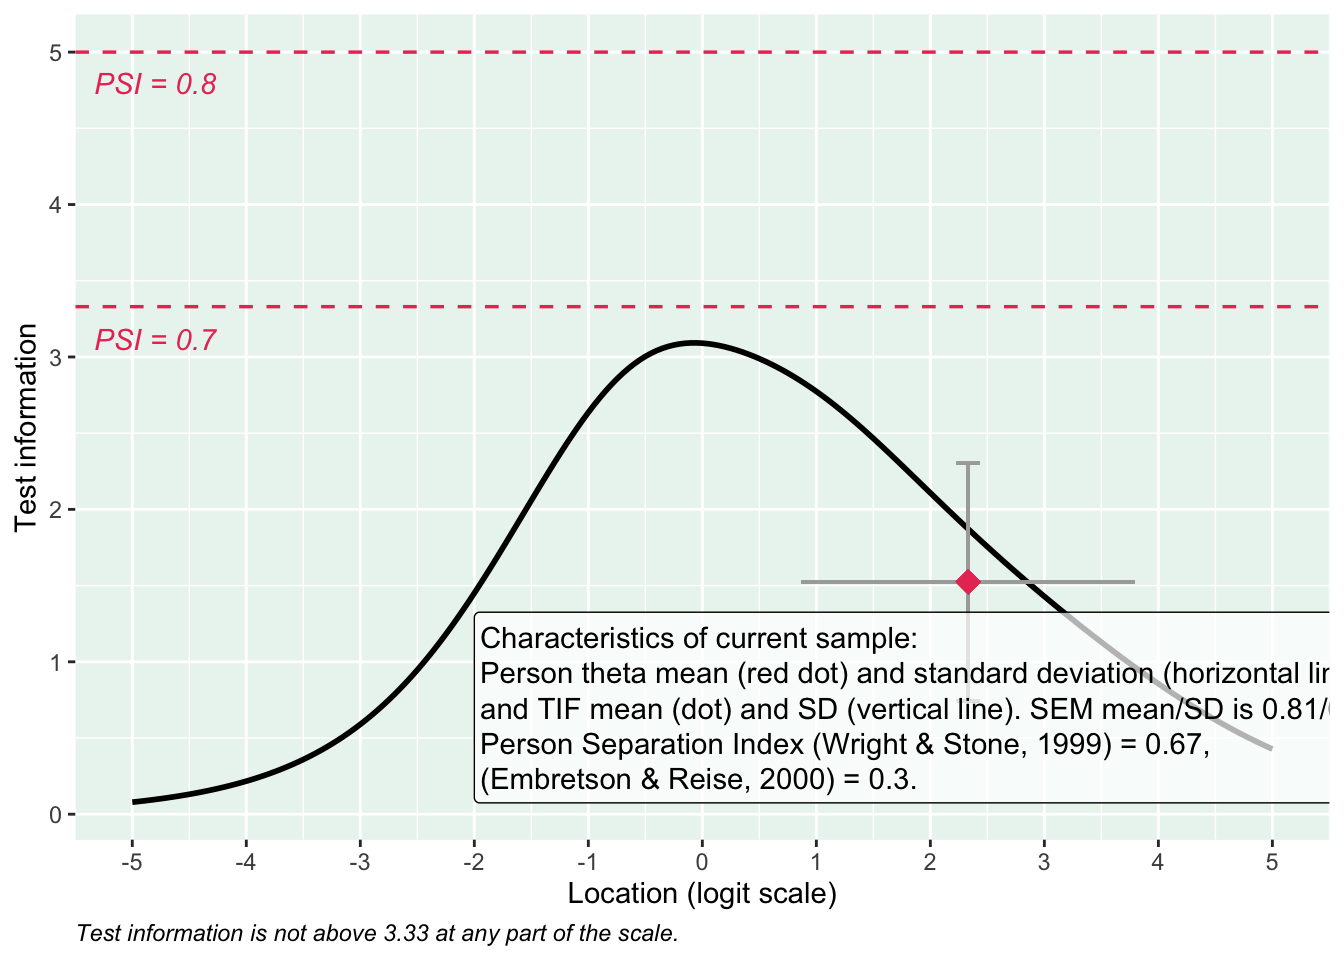 5
PSI = 0.8
4
PSI = 0.7
3
2
1
0
Test information
Characteristics of current sample:
Person theta mean (red dot) and standard deviation (horizontal
and TIF mean (dot) and SD (vertical line). SEM mean/SD is 0.81/
Person Separation Index (Wright & Stone, 1999) = 0.67,
(Embretson & Reise, 2000) = 0.3.
-5 -4 -3 -2 -1 0 1 2 3 4 5
Location (logit scale)
Test information is not above 3.33 at any part of the scale.